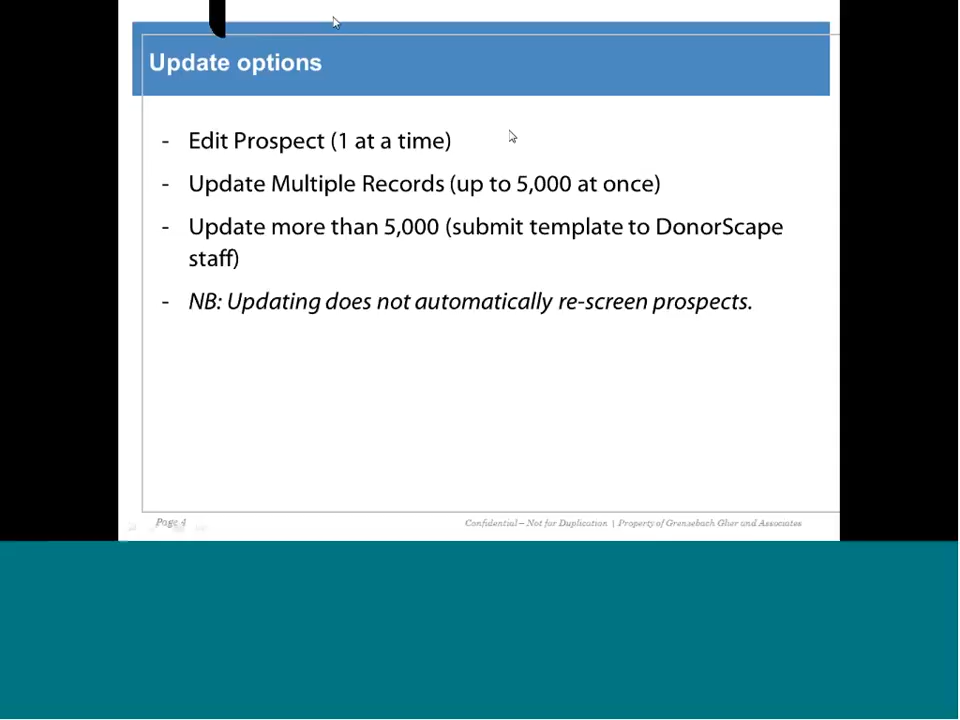 Update options
- Edit Prospect (1 at a time)
- Update Multiple Records (up to 5,000 at once)
- Update more than 5,000 (submit template to DonorScape
staff)
- NB: Updating does not automatically re-screen prospects.
Page 4
Confidential – Not for Duplication | Property of Grenzebach Glier and Associates